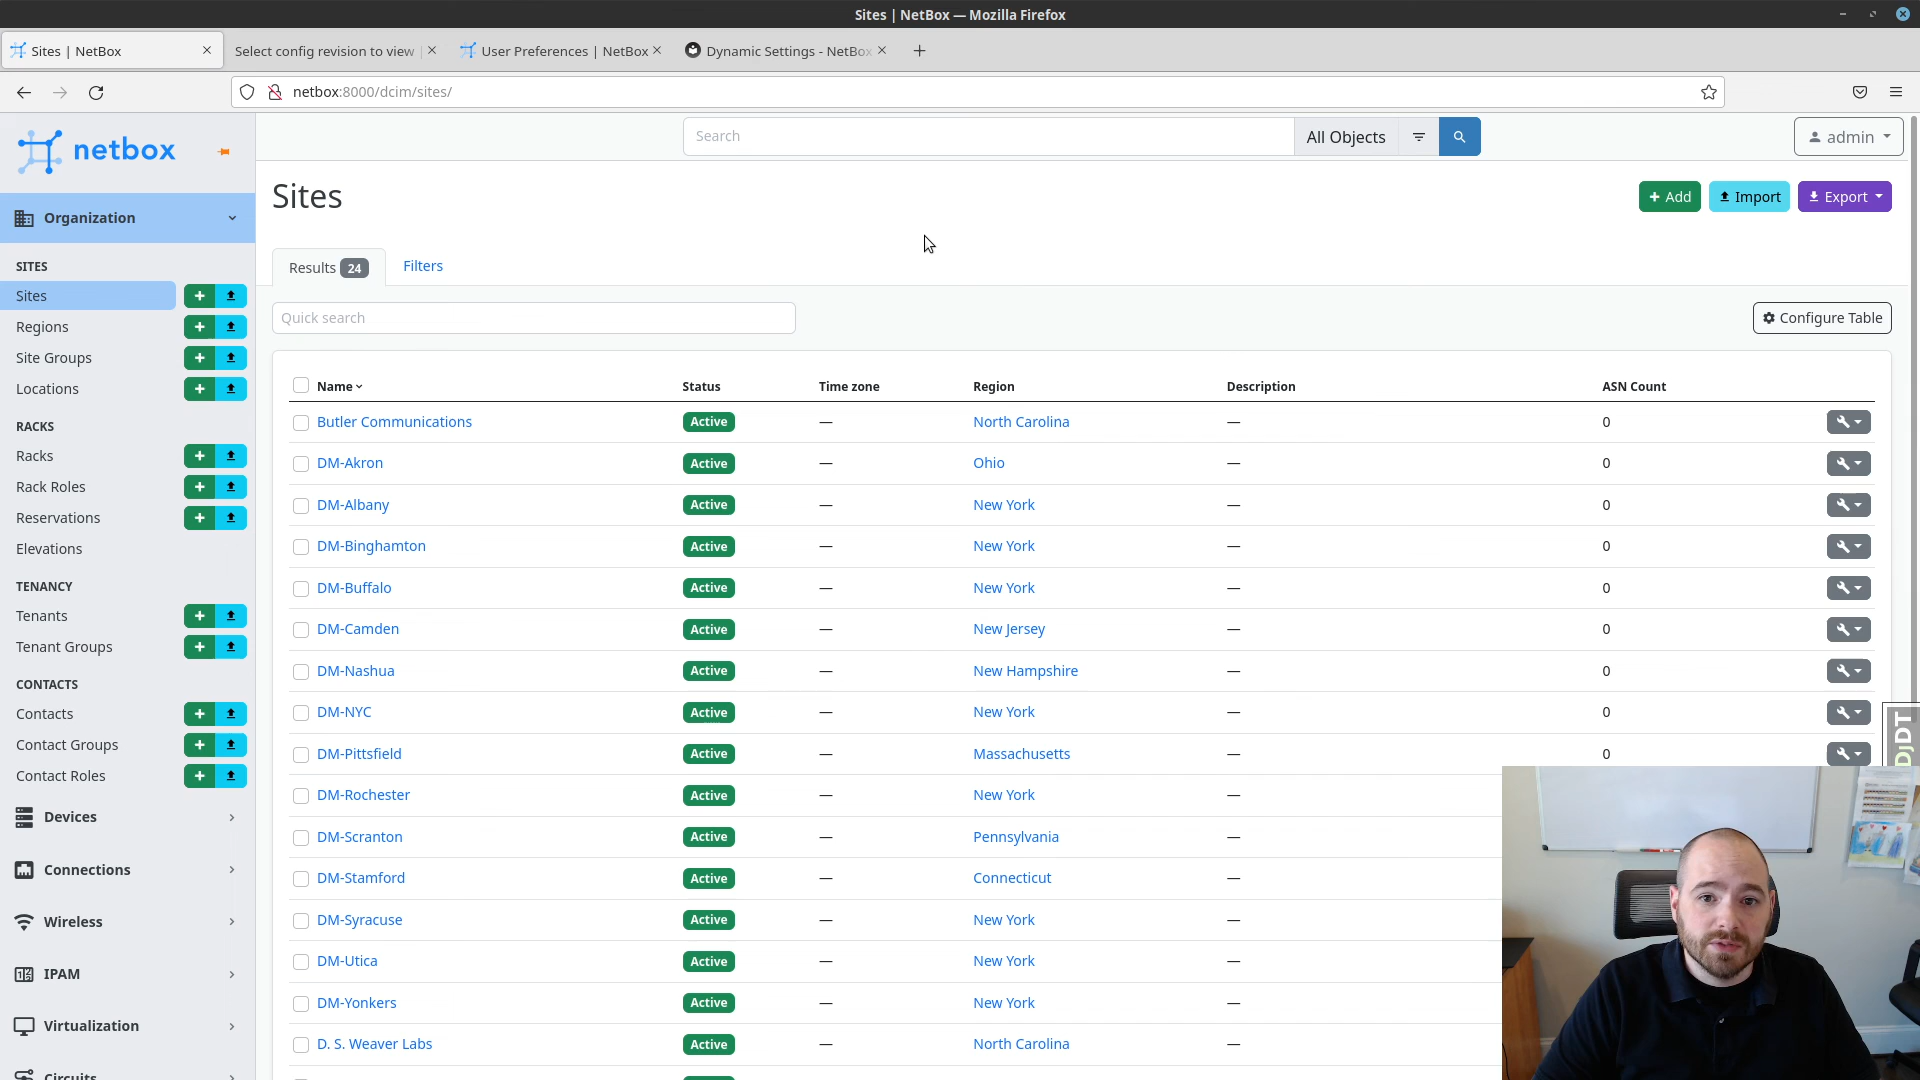 Sites | NetBox — Mozilla Firefox
Sites | NetBox
Select config revision to view |
User Preferences | NetBox
Dynamic Settings - NetBox
netbox:8000/dcim/sites/
netbox
Search
All Objects
admin
Sites
Add
Import
Export
Organization
SITES
Sites
Regions
Site Groups
Locations
RACKS
Racks
Rack Roles
Reservations
Elevations
TENANCY
Tenants
Tenant Groups
CONTACTS
Contacts
Contact Groups
Contact Roles
Devices
Connections
Wireless
IPAM
Virtualization
Circuits
Results 24
Filters
Quick search
Configure Table
Name Status Time zone Region Description ASN Count
Butler Communications Active — North Carolina — 0
DM-Akron Active — Ohio — 0
DM-Albany Active — New York — 0
DM-Binghamton Active — New York — 0
DM-Buffalo Active — New York — 0
DM-Camden Active — New Jersey — 0
DM-Nashua Active — New Hampshire — 0
DM-NYC Active — New York — 0
DM-Pittsfield Active — Massachusetts — 0
DM-Rochester Active — New York —
DM-Scranton Active — Pennsylvania —
DM-Stamford Active — Connecticut —
DM-Syracuse Active — New York —
DM-Utica Active — New York —
DM-Yonkers Active — New York —
D. S. Weaver Labs Active — North Carolina —
DjDT